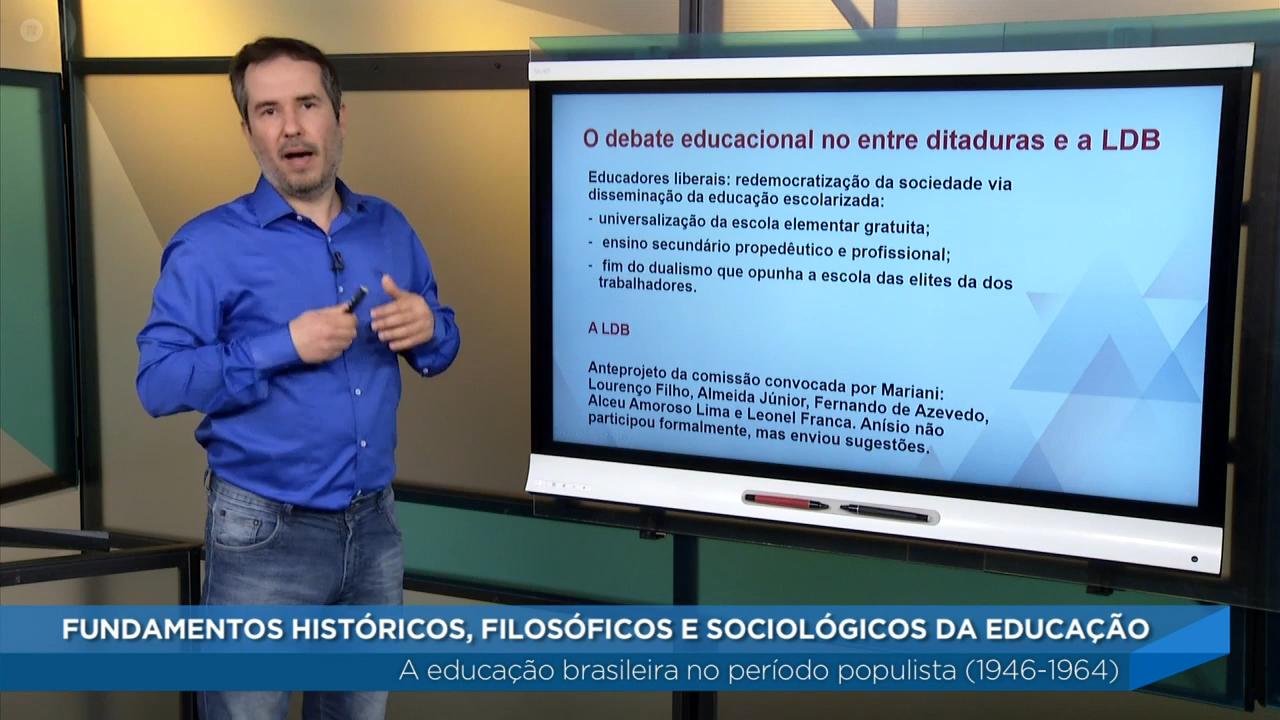 O debate educacional no entre ditaduras e a LDB
Educadores liberais: redemocratização da sociedade via
disseminação da educação escolarizada:
- universalização da escola elementar gratuita;
- ensino secundário propedêutico e profissional;
- fim do dualismo que opunha a escola das elites da dos
trabalhadores.
A LDB
Anteprojeto da comissão convocada por Mariani:
Lourenço Filho, Almeida Júnior, Fernando de Azevedo,
Alceu Amoroso Lima e Leonel Franca. Anísio não
participou formalmente, mas enviou sugestões.
FUNDAMENTOS HISTÓRICOS, FILOSÓFICOS E SOCIOLÓGICOS DA EDUCAÇÃO
A educação brasileira no período populista (1946-1964)